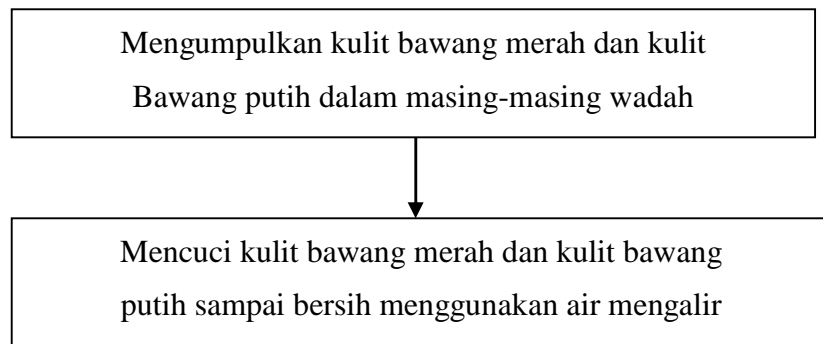 Mengumpulkan kulit bawang merah dan kulit
Bawang putih dalam masing-masing wadah
Mencuci kulit bawang merah dan kulit bawang
putih sampai bersih menggunakan air mengalir